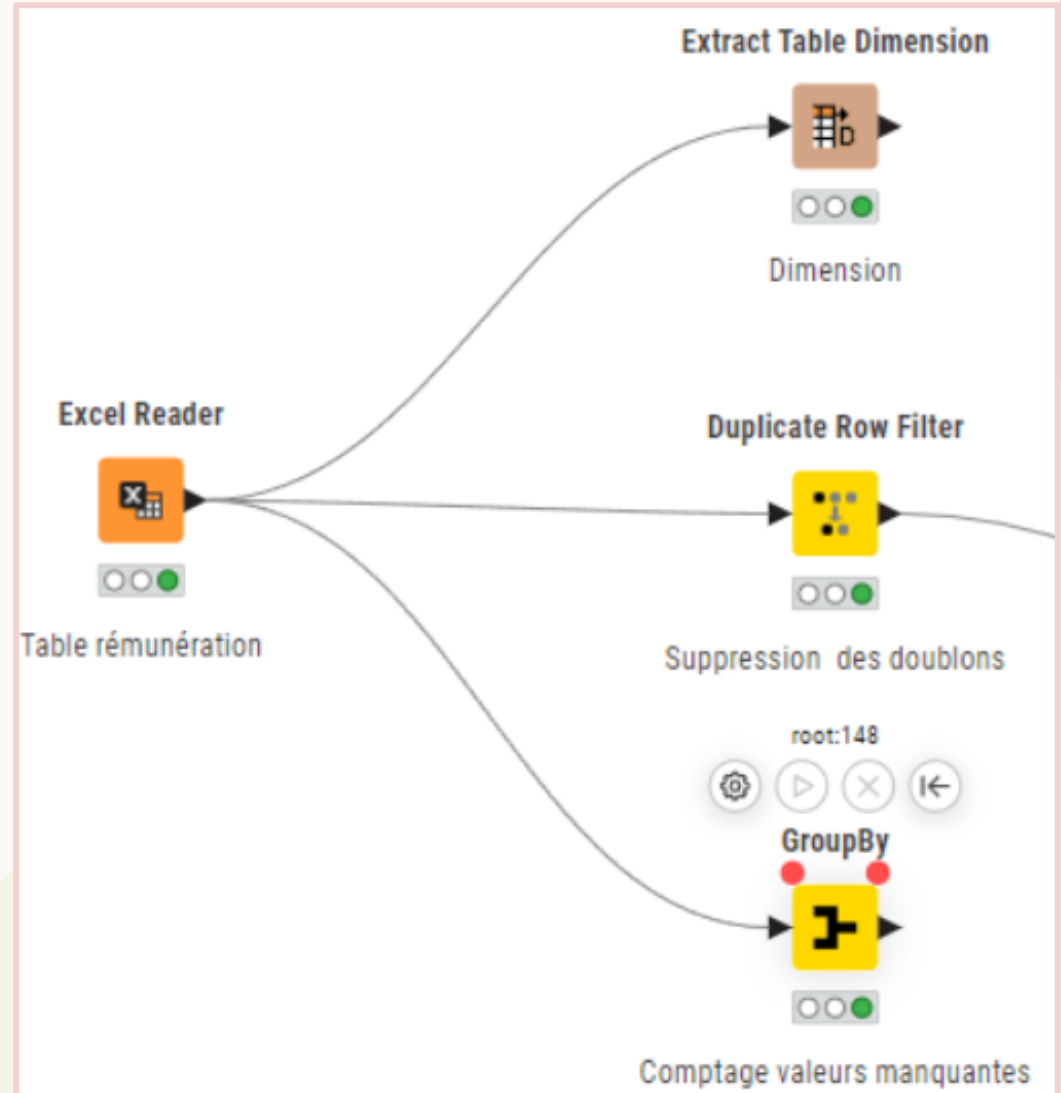 Extract Table Dimension
D
Dimension
Excel Reader
X
Table rémunération
Duplicate Row Filter
Suppression des doublons
root:148
GroupBy
Comptage valeurs manquantes